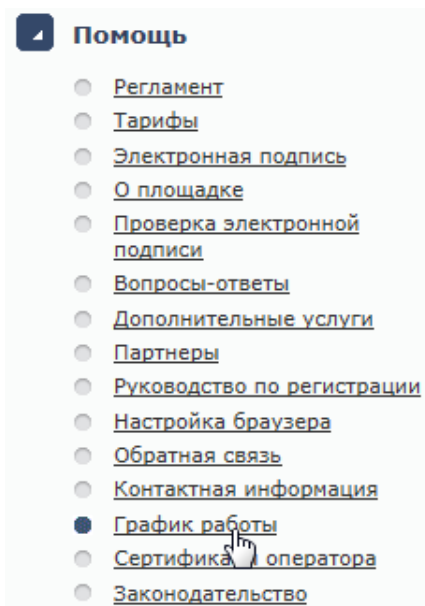 Помощь
Регламент
Тарифы
Электронная подпись
О площадке
Проверка электронной
подписи
Вопросы-ответы
Дополнительные услуги
Партнеры
Руководство по регистрации
Настройка браузера
Обратная связь
Контактная информация
График работы
оператора
Законодательство